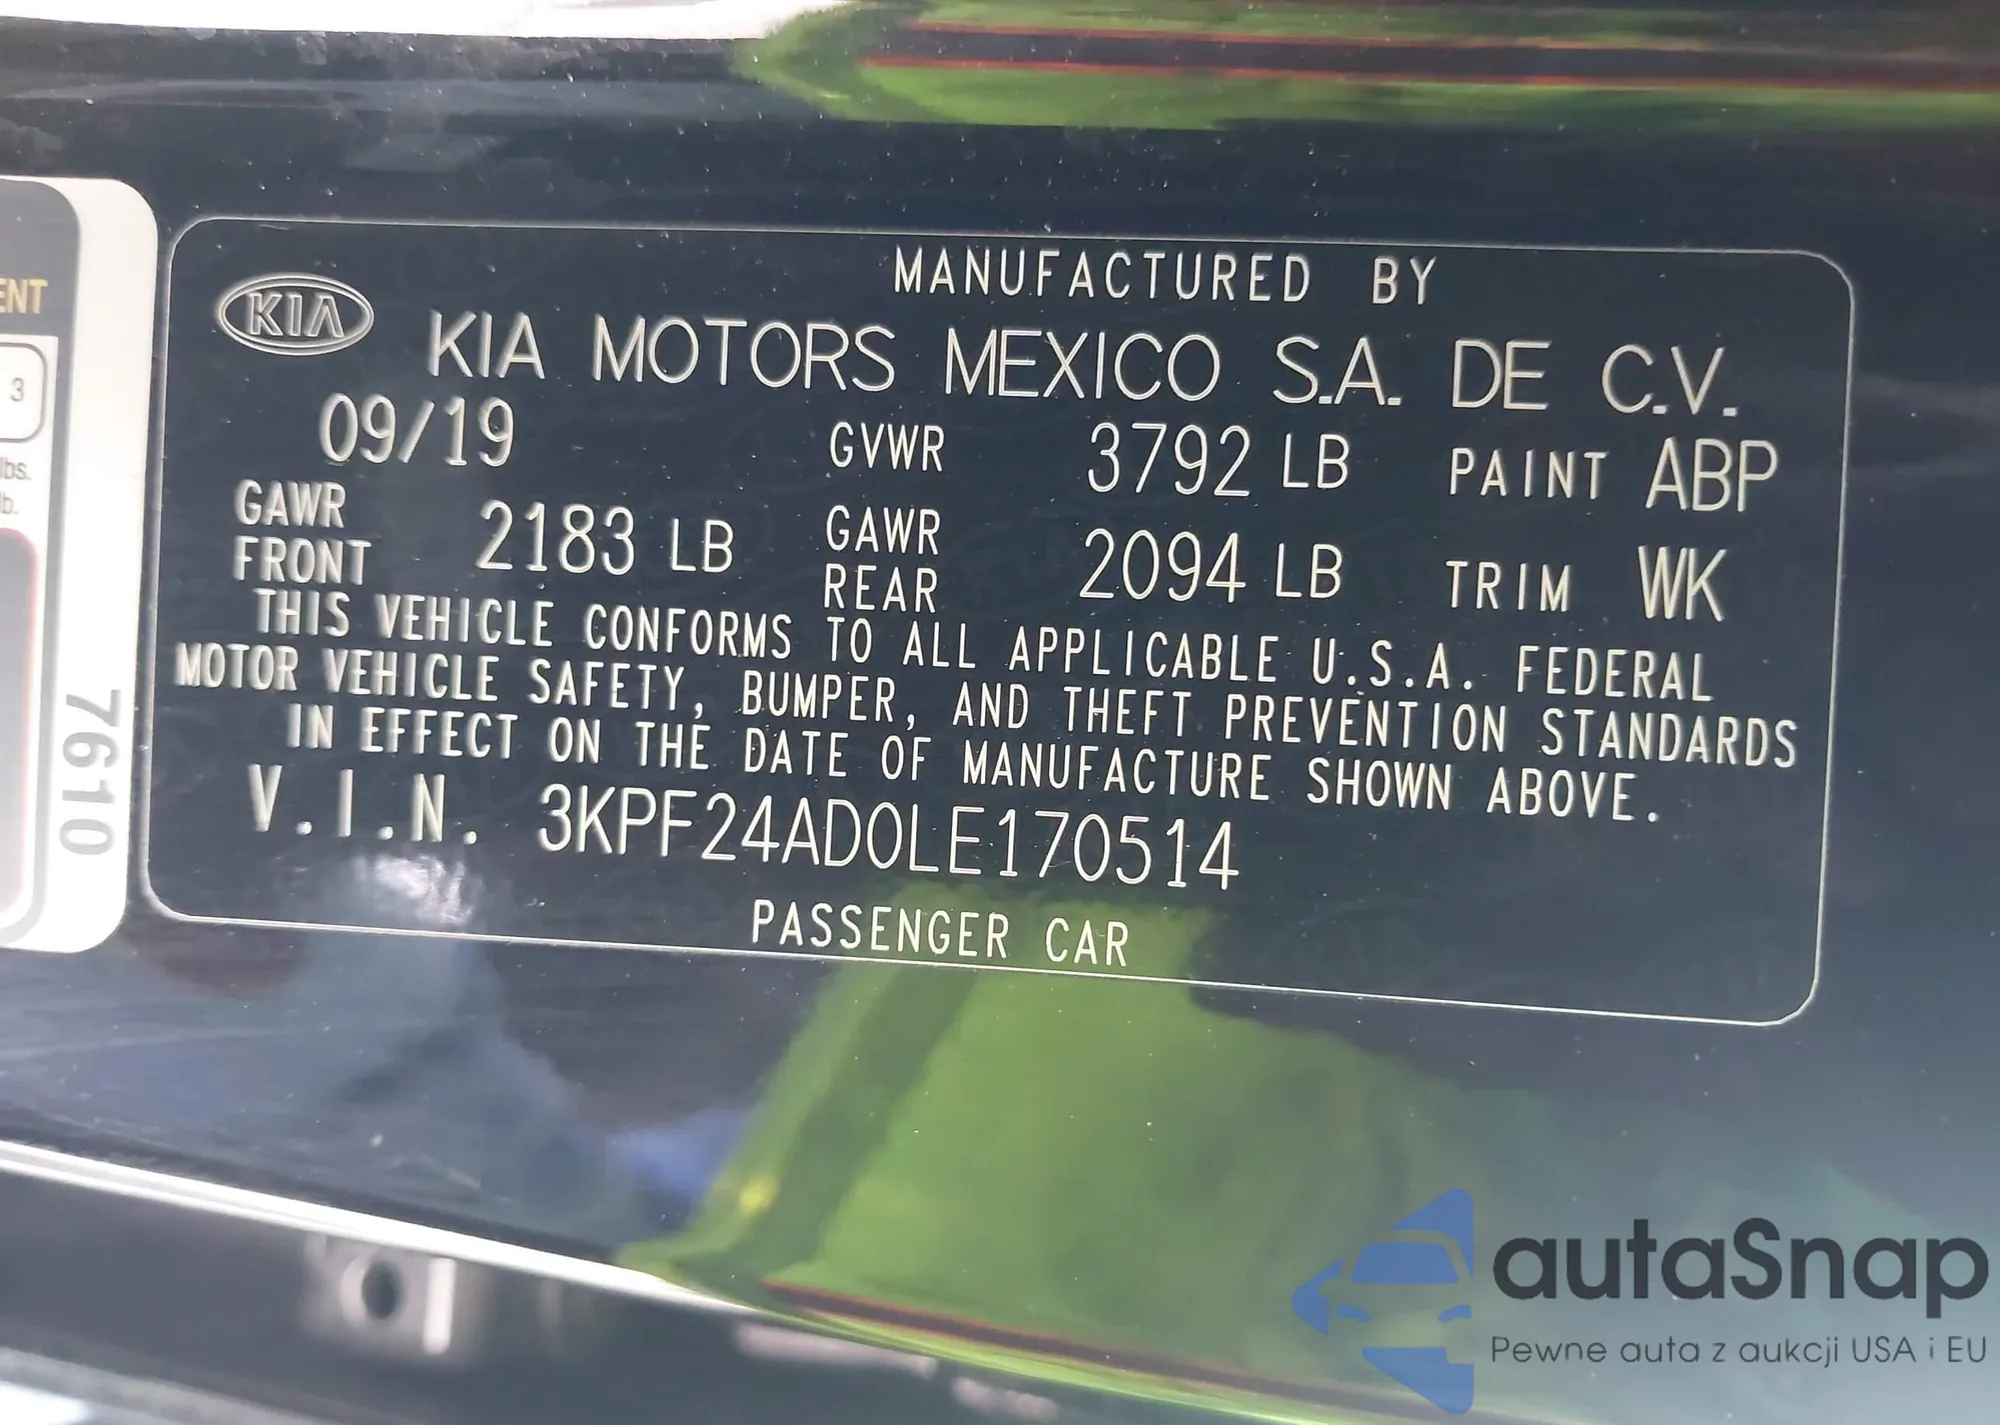 MANUFACTURED BY
KIA
KIA MOTORS MEXICO S.A. DE C.V.
09/19 GVWR 3792 LB PAINT ABP
GAWR FRONT 2183 LB GAWR REAR 2094 LB TRIM WK
THIS VEHICLE CONFORMS TO ALL APPLICABLE U.S.A. FEDERAL
MOTOR VEHICLE SAFETY, BUMPER, AND THEFT PREVENTION STANDARDS
IN EFFECT ON THE DATE OF MANUFACTURE SHOWN ABOVE.
V.I.N. 3KPF24AD0LE170514
PASSENGER CAR
3
lbs.
7610
autaSnap
Pewne auta z aukcji USA i EU